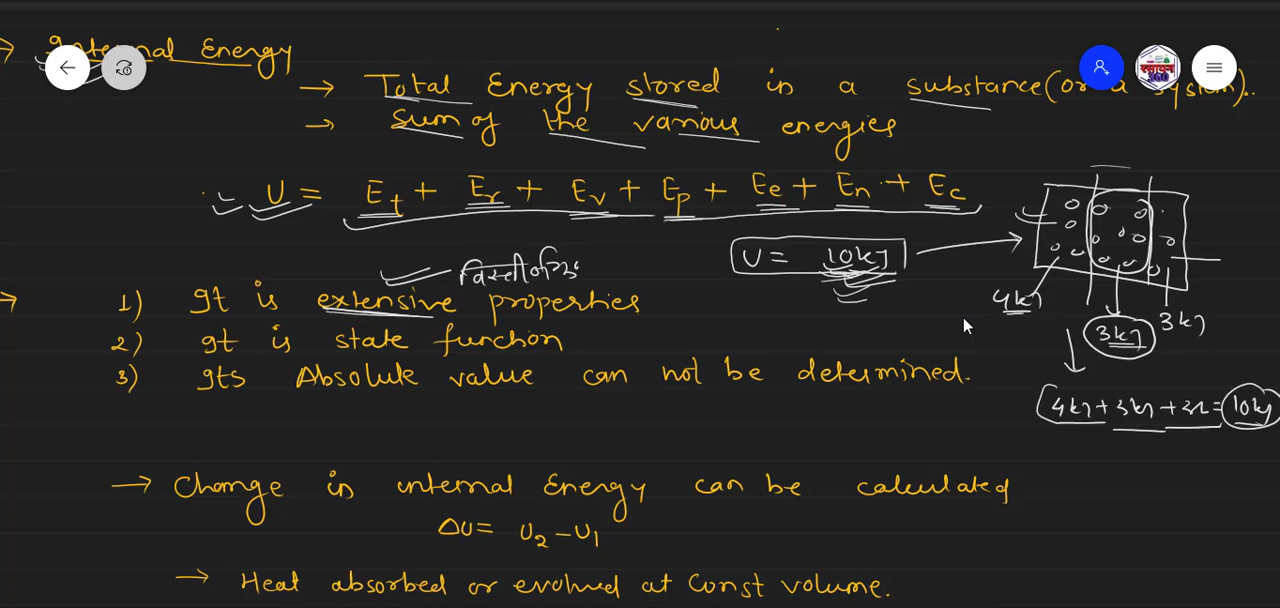 → Internal Energy
→ Total Energy stored in a substance(or a system)..
→ sum of the various energies
U = Et + Er + Ev + Ep + Ee + En + Ec
U = 10kJ
4kJ
3kJ
3kJ
4kJ + 3kJ + 3J = 10kJ
1) It is extensive properties
2) It is state function
3) Its Absolute value can not be determined.
→ Change in internal Energy can be calculated
ΔU = U2 - U1
→ Heat absorbed or evolved at Const volume.